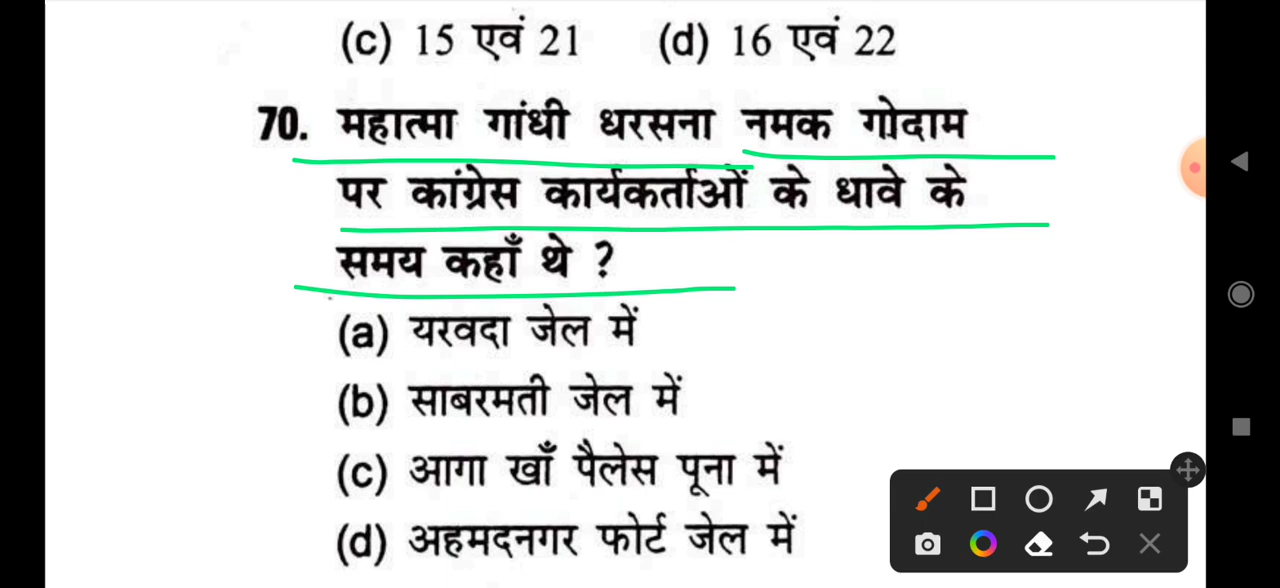 (c) 15 एवं 21 (d) 16 एवं 22
70. महात्मा गांधी धरसना नमक गोदाम
पर कांग्रेस कार्यकर्ताओं के धावे के
समय कहाँ थे ?
(a) यरवदा जेल में
(b) साबरमती जेल में
(c) आगा खाँ पैलेस पूना में
(d) अहमदनगर फोर्ट जेल में